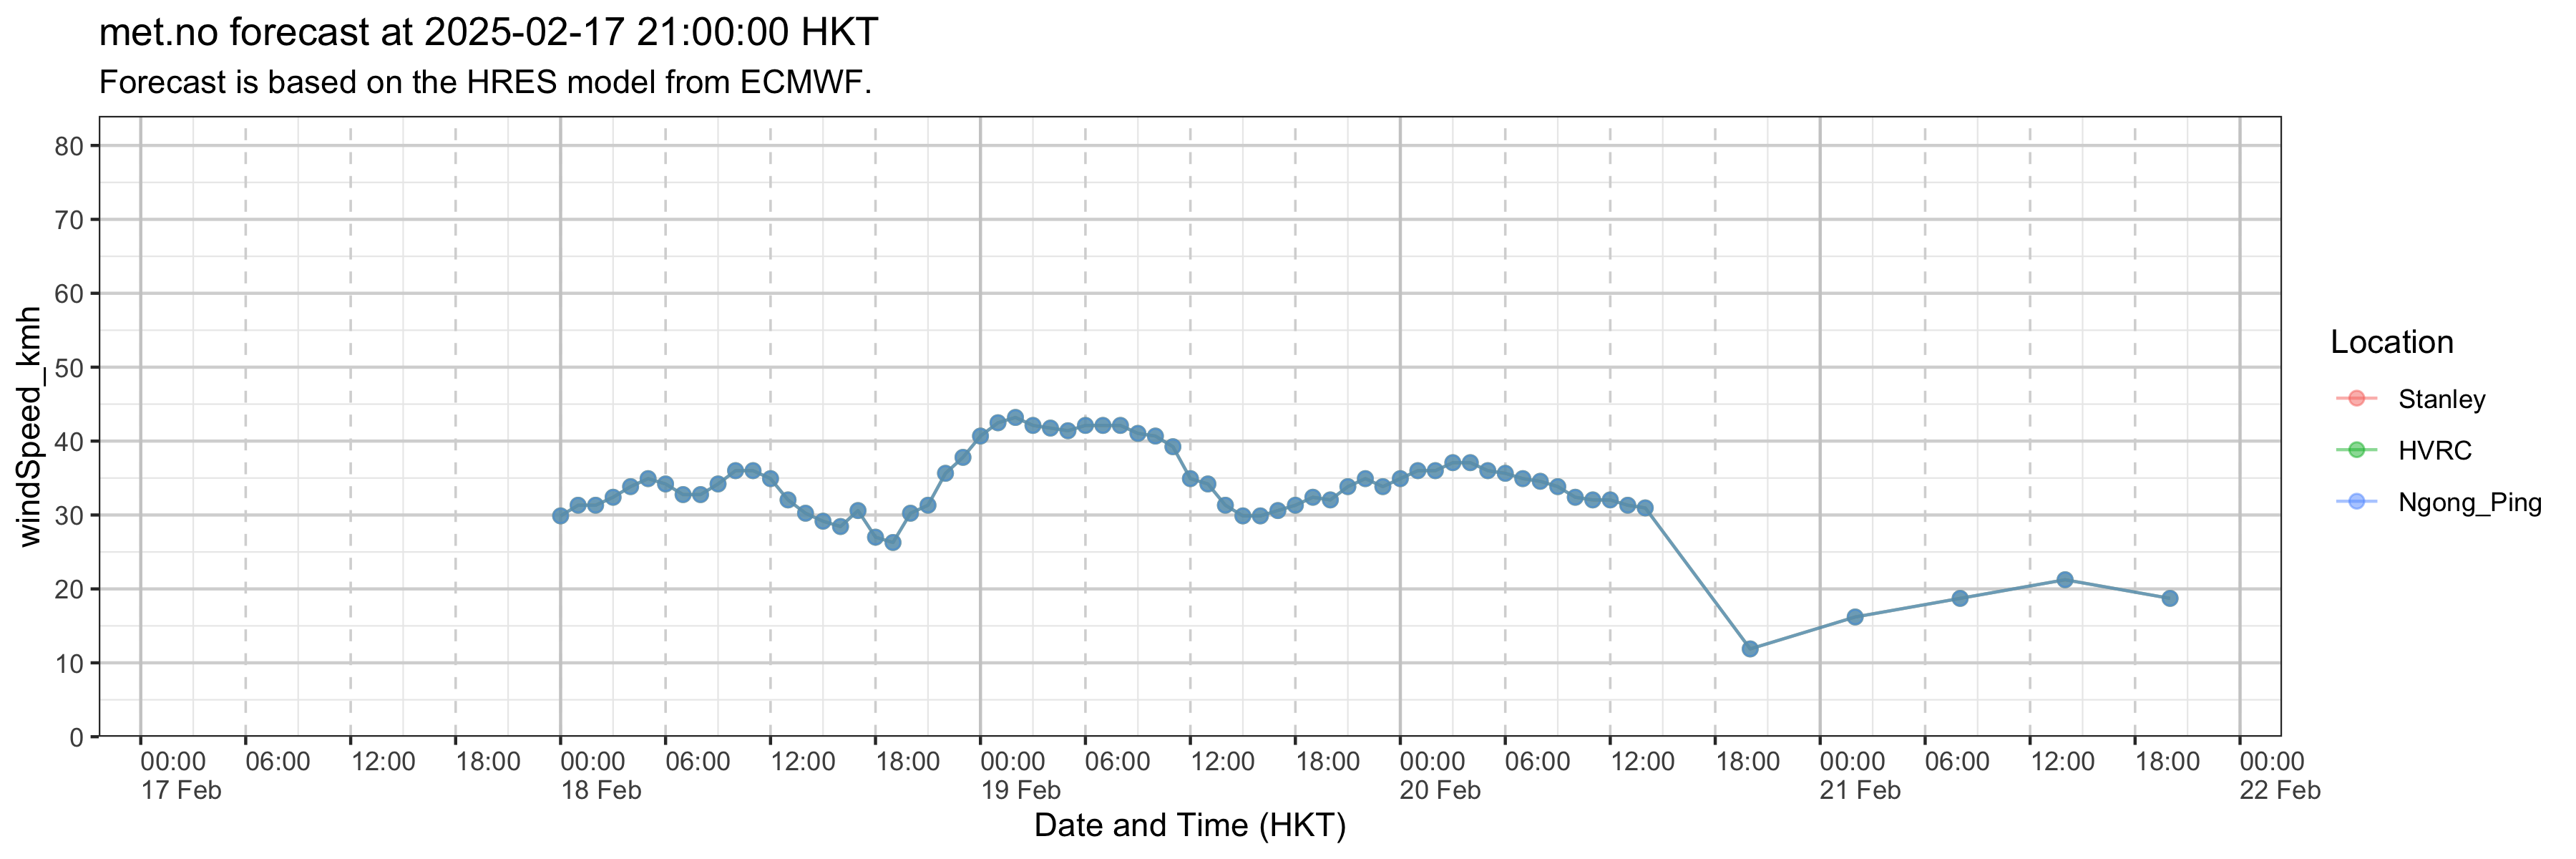 met.no forecast at 2025-02-17 21:00:00 HKT
Forecast is based on the HRES model from ECMWF.
windSpeed_kmh
80
70
60
50
40
30
20
10
0
00:00 06:00 12:00 18:00 00:00 06:00 12:00 18:00 00:00 06:00 12:00 18:00 00:00 06:00 12:00 18:00 00:00 06:00 12:00 18:00 00:00
17 Feb 18 Feb 19 Feb 20 Feb 21 Feb 22 Feb
Date and Time (HKT)
Location
Stanley
HVRC
Ngong_Ping